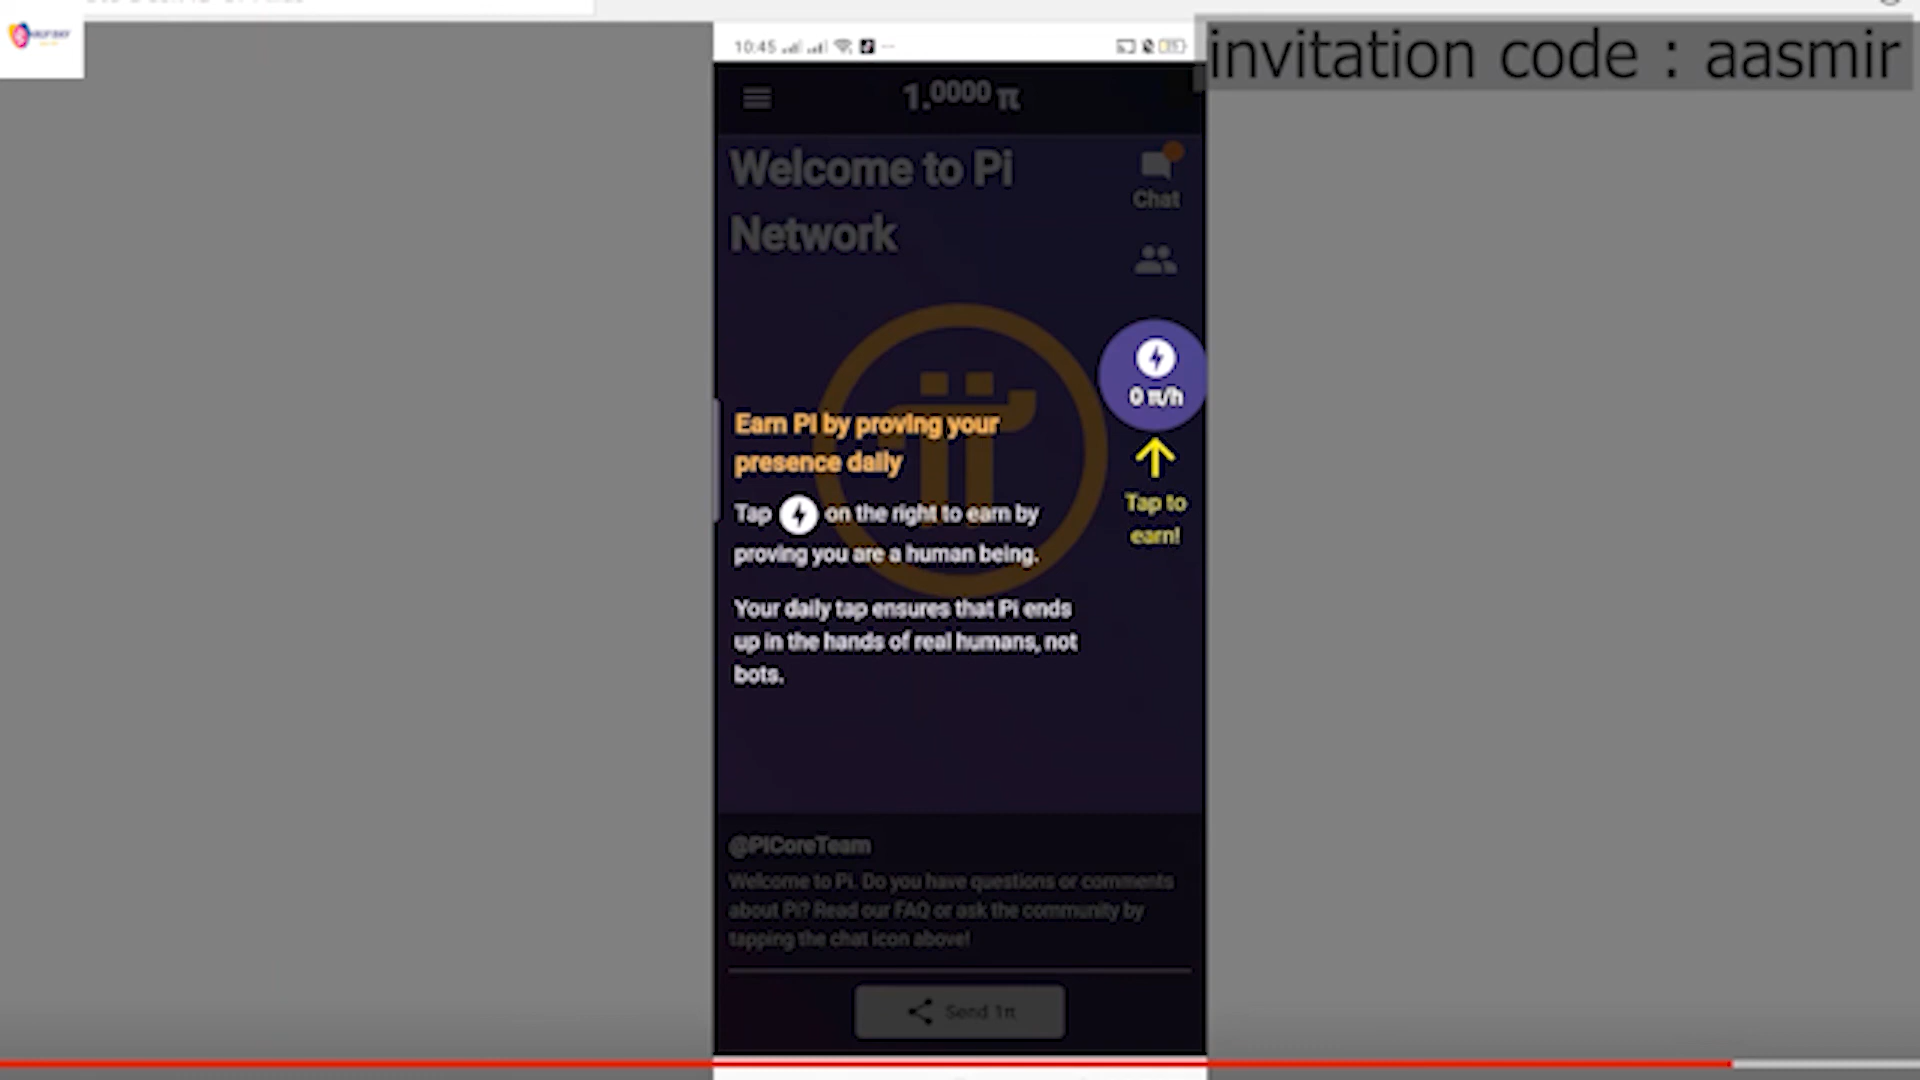 invitation code : aasmir
10:45
1.0000 π
Welcome to Pi
Network
Chat
0 π/h
Tap to
earn!
Earn Pi by proving your
presence daily
Tap on the right to earn by
proving you are a human being.
Your daily tap ensures that Pi ends
up in the hands of real humans, not
bots.
@PiCoreTeam
Welcome to Pi. Do you have questions or comments
about Pi? Read our FAQ or ask the community by
tapping the chat icon above!
Send 1π